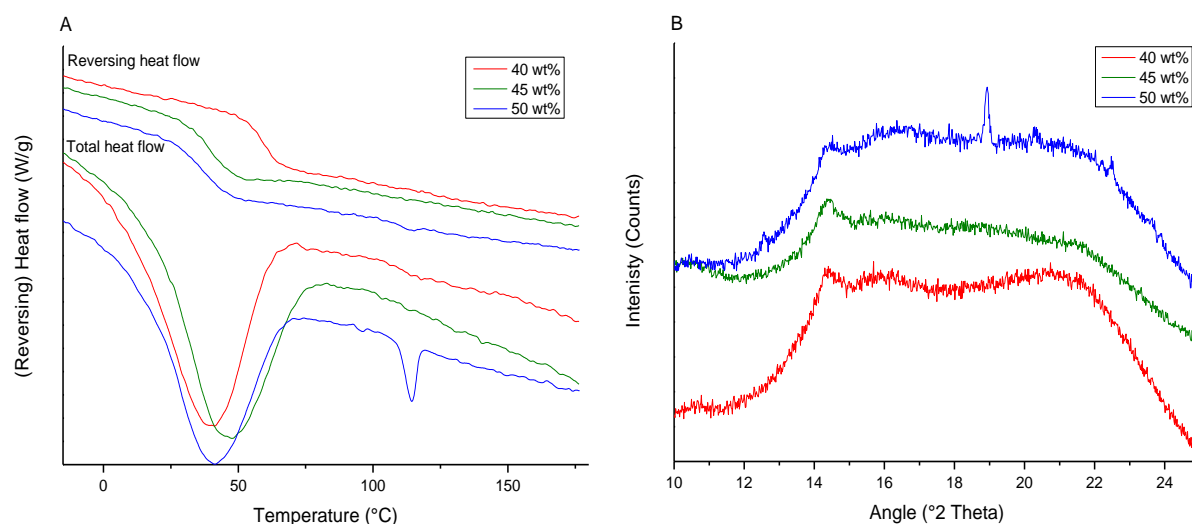 A
Reversing heat flow
Total heat flow
40 wt%
45 wt%
50 wt%
(Reversing) Heat flow (W/g)
0
50
100
150
Temperature (°C)
B
40 wt%
45 wt%
50 wt%
Intenisty (Counts)
10
12
14
16
18
20
22
24
Angle (°2 Theta)